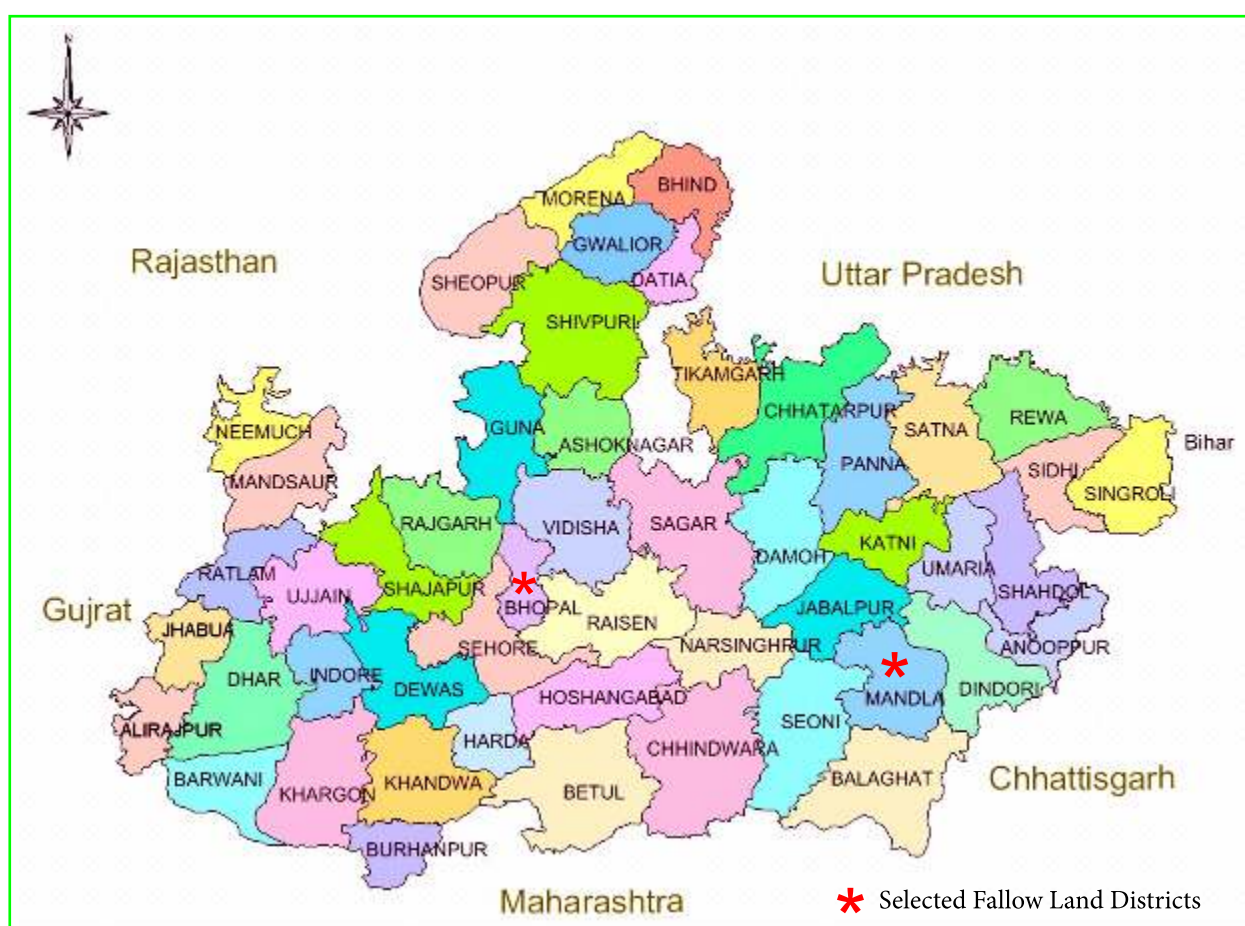 N
BHIND
MORENA
GWALIOR
Rajasthan
Uttar Pradesh
SHEOPUR
DATIA
SHIVPURI
TIKAMGARH
CHHATARPUR
REWA
NEEMUCH
GUNA
SATNA
ASHOKNAGAR
Bihar
PANNA
SIDHI
MANDSAUR
SINGROLI
RAJGARH
VIDISHA
SAGAR
KATNI
DAMOH
UMARIA
RATLAM
SHAJAPUR
SHAHDOL
UJJAIN
Gujrat
BHOPAL
JABALPUR
RAISEN
JHABUA
SEHORE
NARSINGHPUR
ANOOPPUR
DHAR
INDORE
DEWAS
DINDORI
HOSHANGABAD
MANDLA
SEONI
ALIRAJPUR
HARDA
CHHINDWARA
BARWANI
KHANDWA
BALAGHAT
Chhattisgarh
KHARGON
BETUL
BURHANPUR
Maharashtra
* Selected Fallow Land Districts